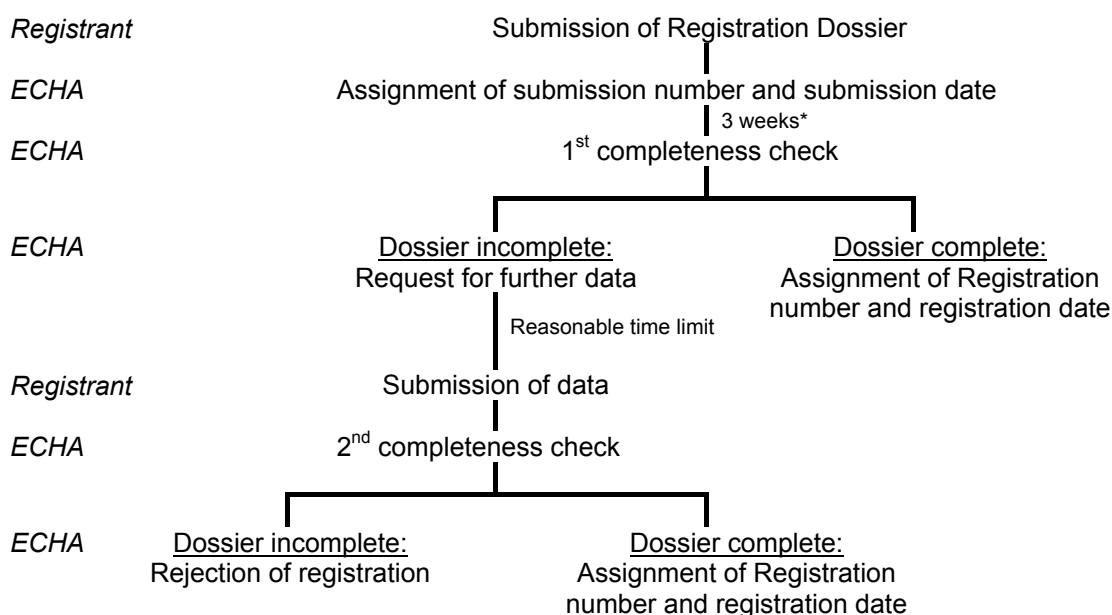 Registrant Submission of Registration Dossier
ECHA Assignment of submission number and submission date
3 weeks*
ECHA 1st completeness check
ECHA Dossier incomplete: Dossier complete:
Request for further data Assignment of Registration
number and registration date
Reasonable time limit
Registrant Submission of data
ECHA 2nd completeness check
ECHA Dossier incomplete: Dossier complete:
Rejection of registration Assignment of Registration
number and registration date